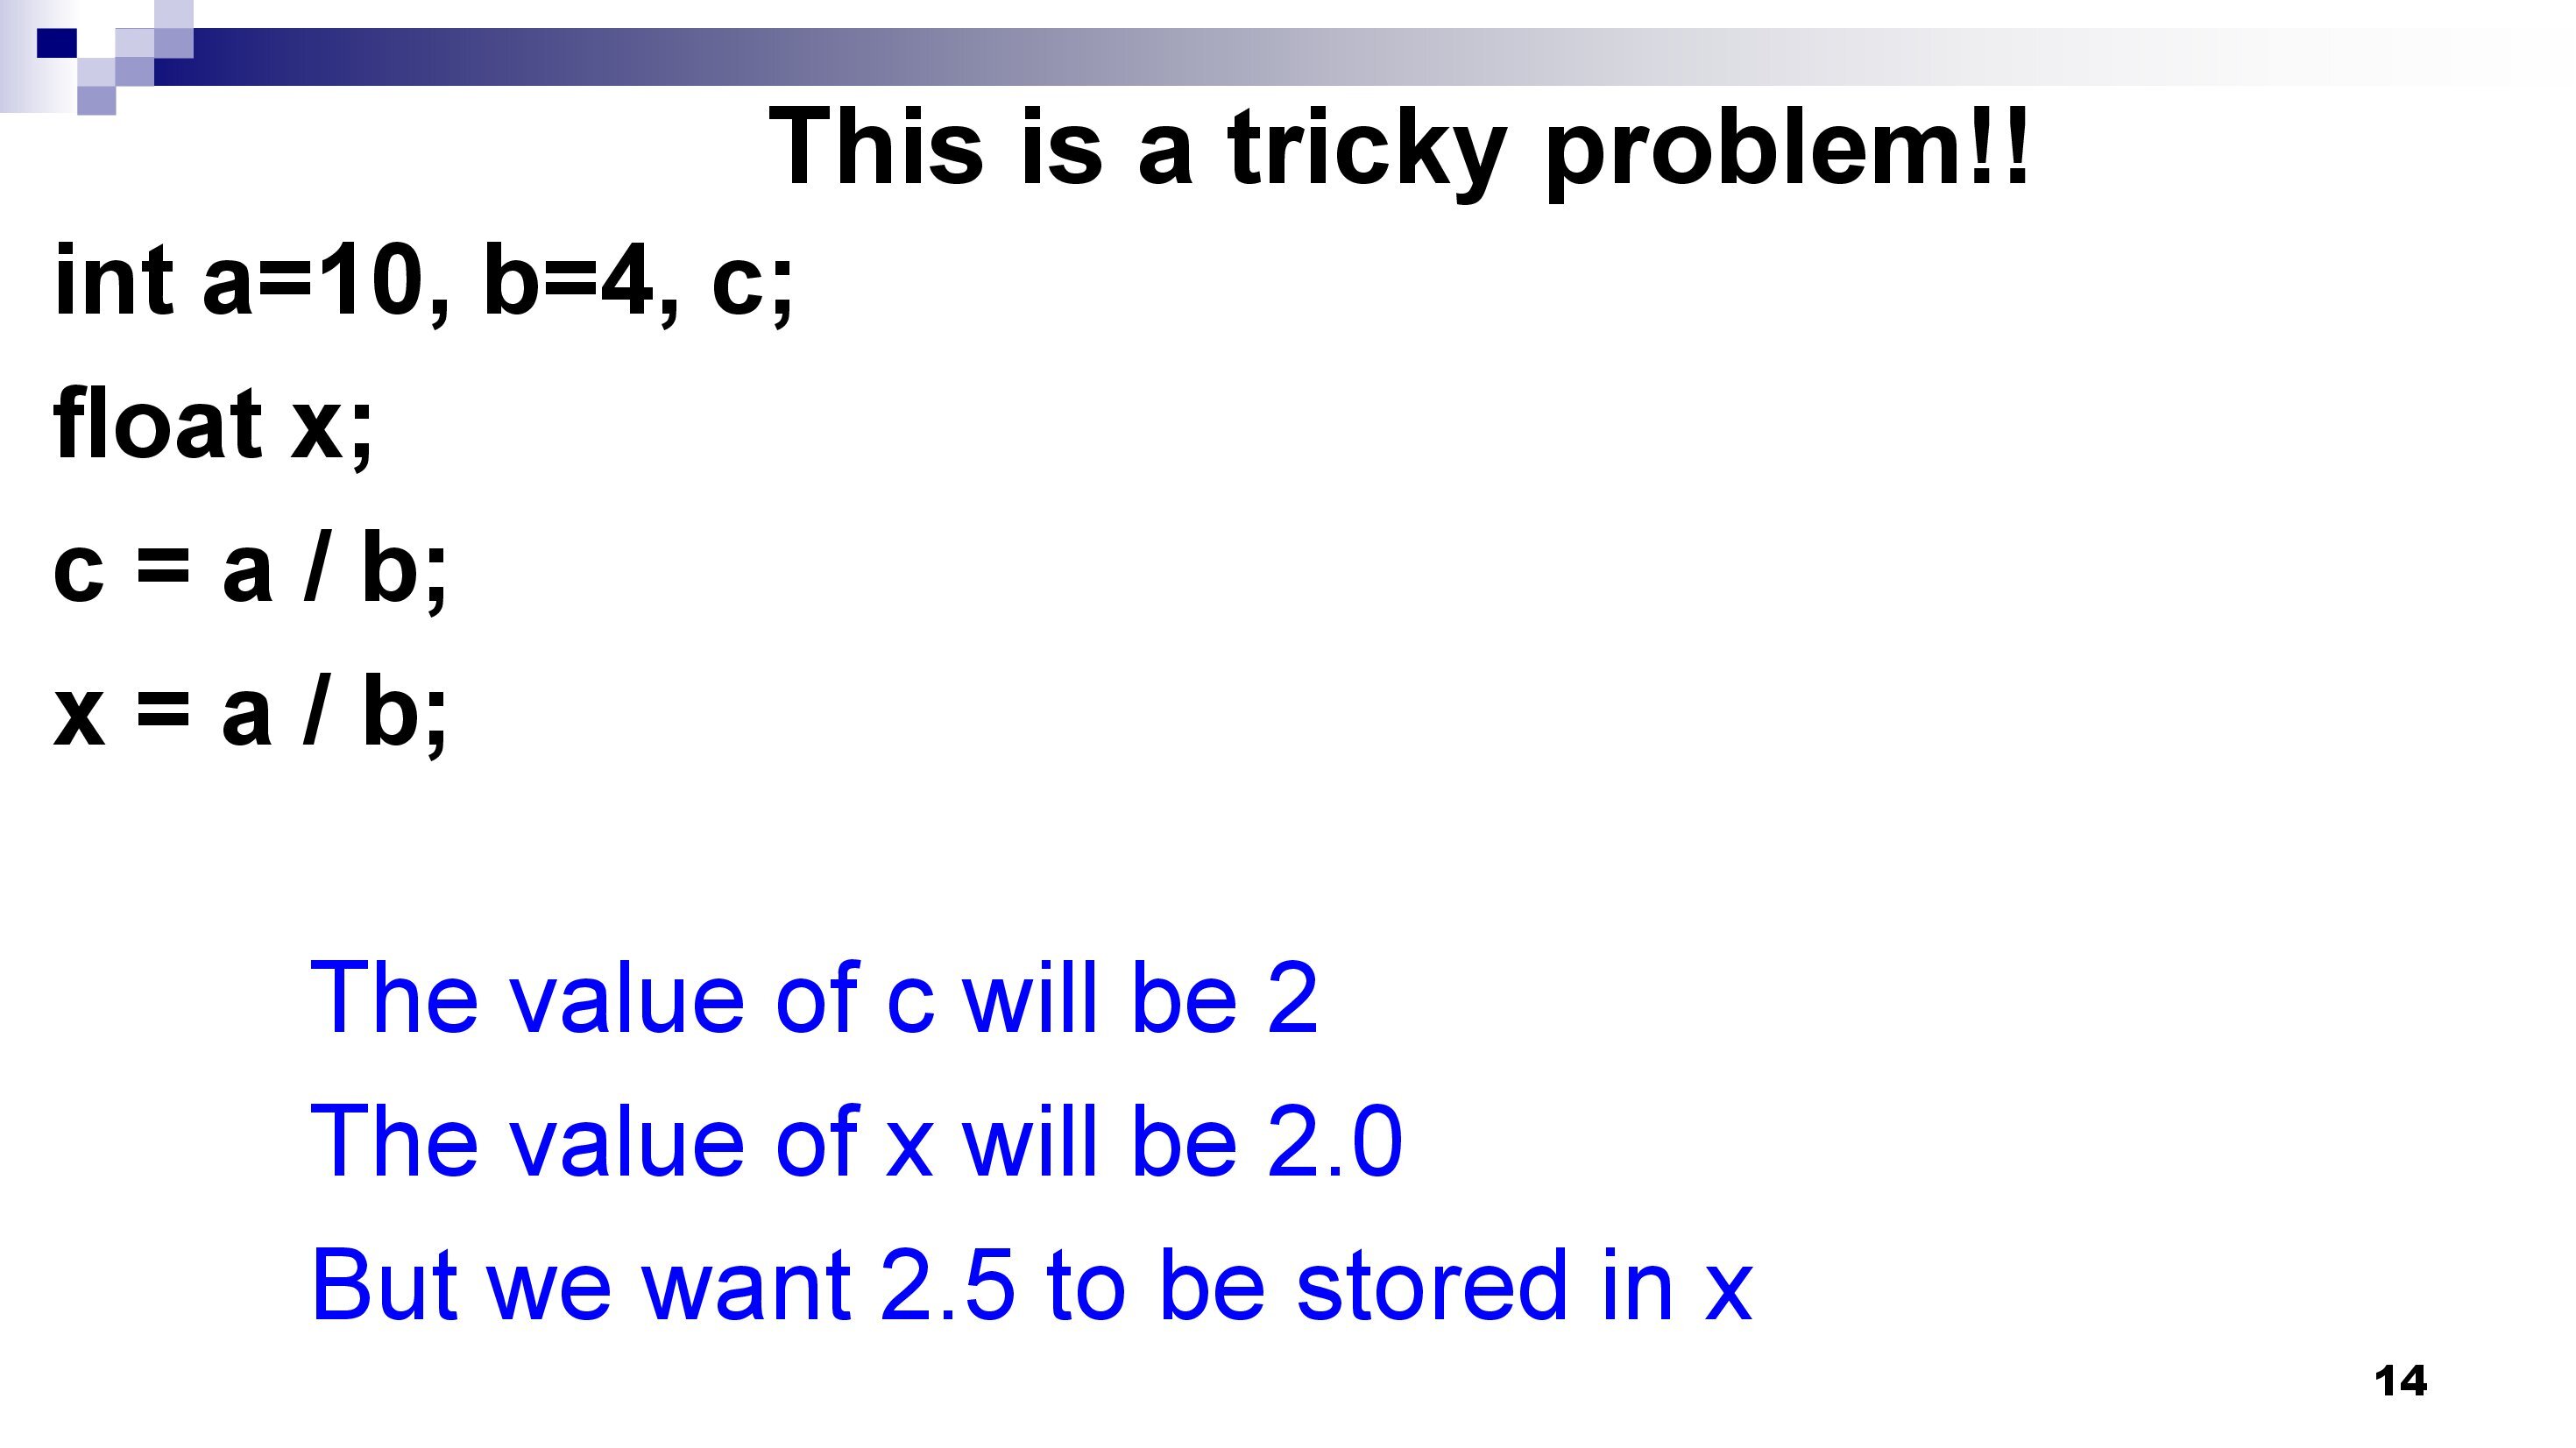 This is a tricky problem!!
int a=10, b=4, c;
float x;
c = a / b;
x = a / b;
The value of c will be 2
The value of x will be 2.0
But we want 2.5 to be stored in x
14